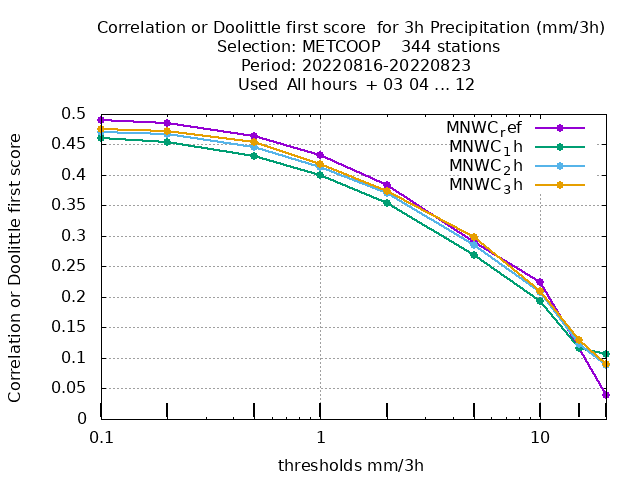 Correlation or Doolittle first score  for 3h Precipitation (mm/3h)
Selection: METCOOP    344 stations
Period: 20220816-20220823
Used  All hours  + 03 04 ... 12
Correlation or Doolittle first score
0.5
0.45
0.4
0.35
0.3
0.25
0.2
0.15
0.1
0.05
0
MNWC_ref
MNWC_1h
MNWC_2h
MNWC_3h
0.1 1 10
thresholds mm/3h